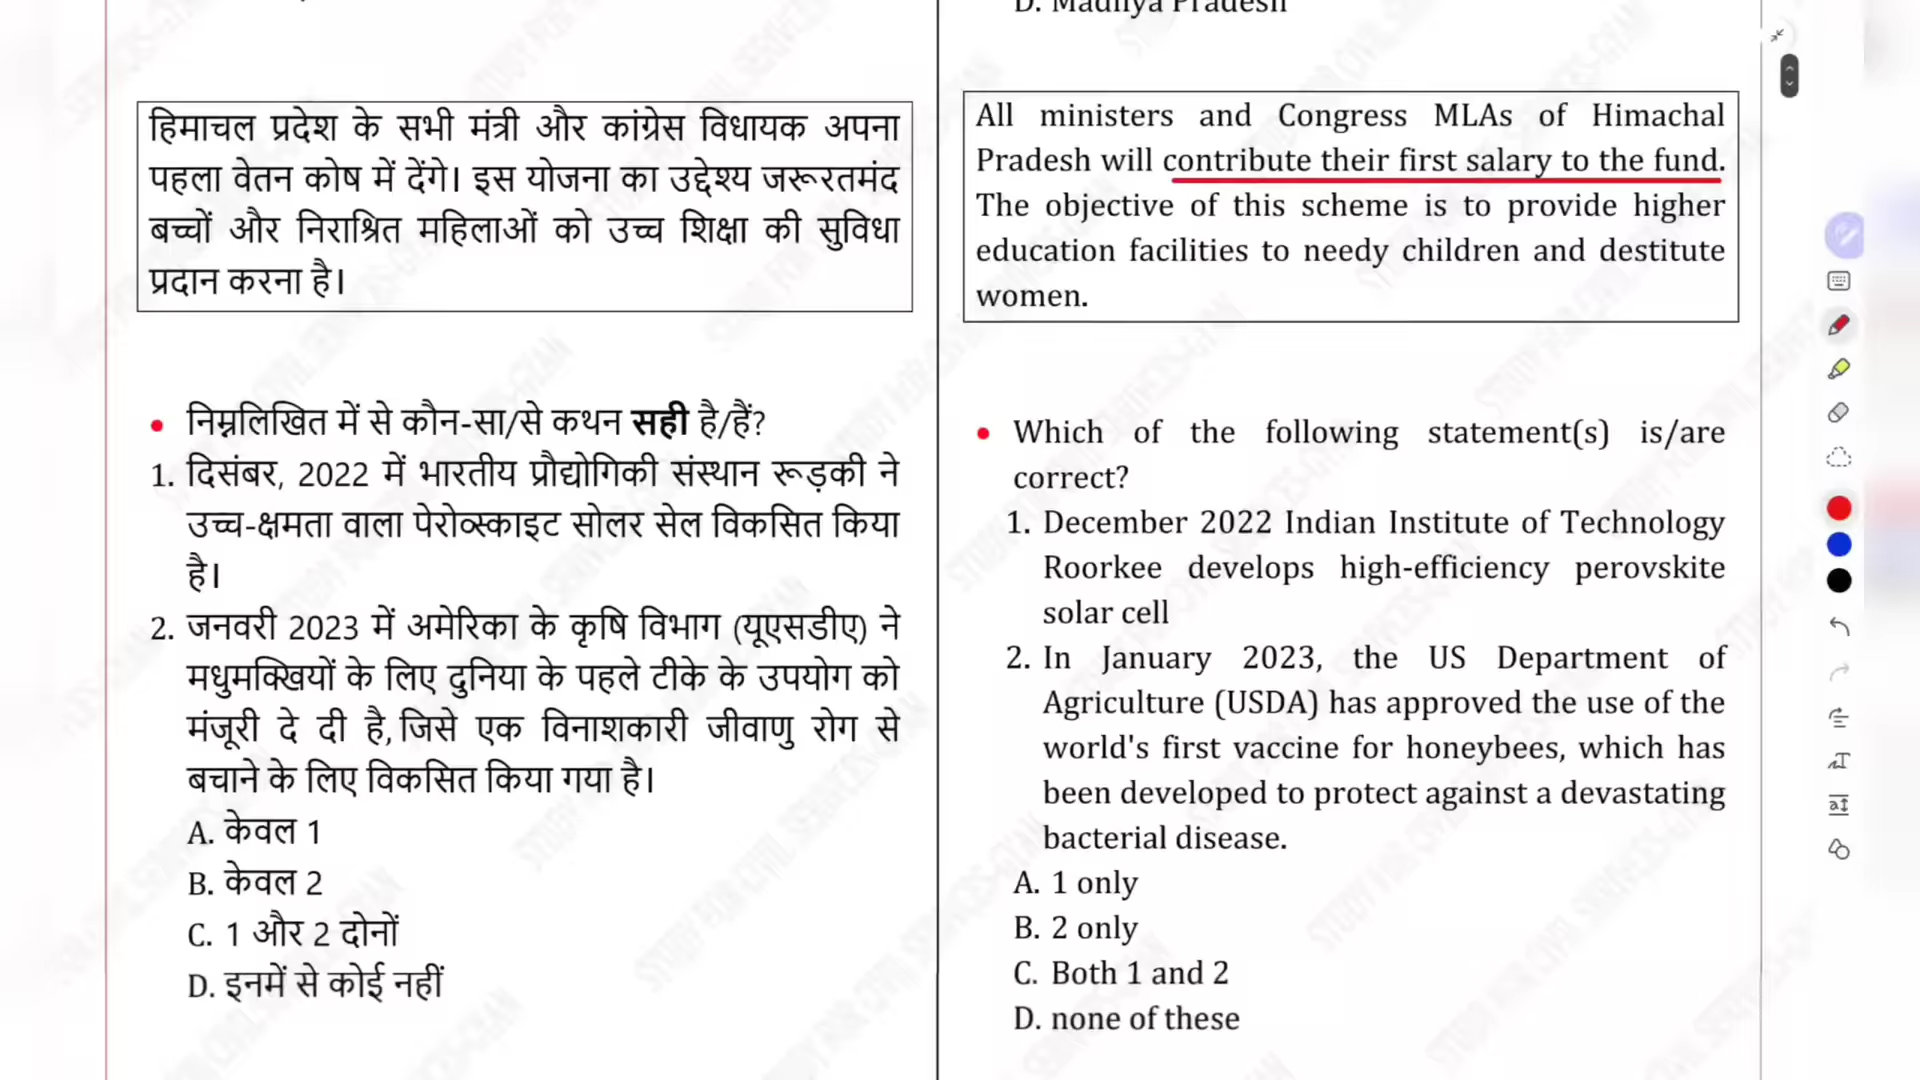 हिमाचल प्रदेश के सभी मंत्री और कांग्रेस विधायक अपना
पहला वेतन कोष में देंगे। इस योजना का उद्देश्य जरूरतमंद
बच्चों और निराश्रित महिलाओं को उच्च शिक्षा की सुविधा
प्रदान करना है।
• निम्नलिखित में से कौन-सा/से कथन सही है/हैं?
1. दिसंबर, 2022 में भारतीय प्रौद्योगिकी संस्थान रूड़की ने
उच्च-क्षमता वाला पेरोव्स्काइट सोलर सेल विकसित किया
है।
2. जनवरी 2023 में अमेरिका के कृषि विभाग (यूएसडीए) ने
मधुमक्खियों के लिए दुनिया के पहले टीके के उपयोग को
मंजूरी दे दी है, जिसे एक विनाशकारी जीवाणु रोग से
बचाने के लिए विकसित किया गया है।
A. केवल 1
B. केवल 2
C. 1 और 2 दोनों
D. इनमें से कोई नहीं
D. Madhya Pradesh
All ministers and Congress MLAs of Himachal
Pradesh will contribute their first salary to the fund.
The objective of this scheme is to provide higher
education facilities to needy children and destitute
women.
• Which of the following statement(s) is/are
correct?
1. December 2022 Indian Institute of Technology
Roorkee develops high-efficiency perovskite
solar cell
2. In January 2023, the US Department of
Agriculture (USDA) has approved the use of the
world's first vaccine for honeybees, which has
been developed to protect against a devastating
bacterial disease.
A. 1 only
B. 2 only
C. Both 1 and 2
D. none of these